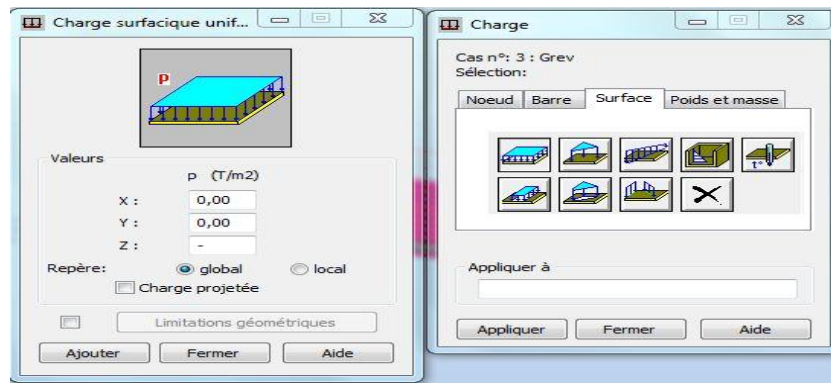 Charge surfacique unif...
P
Valeurs
p (T/m2)
X : 0,00
Y : 0,00
Z : -
Repère: global local
Charge projetée
Limitations géométriques
Ajouter Fermer Aide
Charge
Cas n°: 3 : Grev
Sélection:
Noeud Barre Surface Poids et masse
t°
Appliquer à
Appliquer Fermer Aide